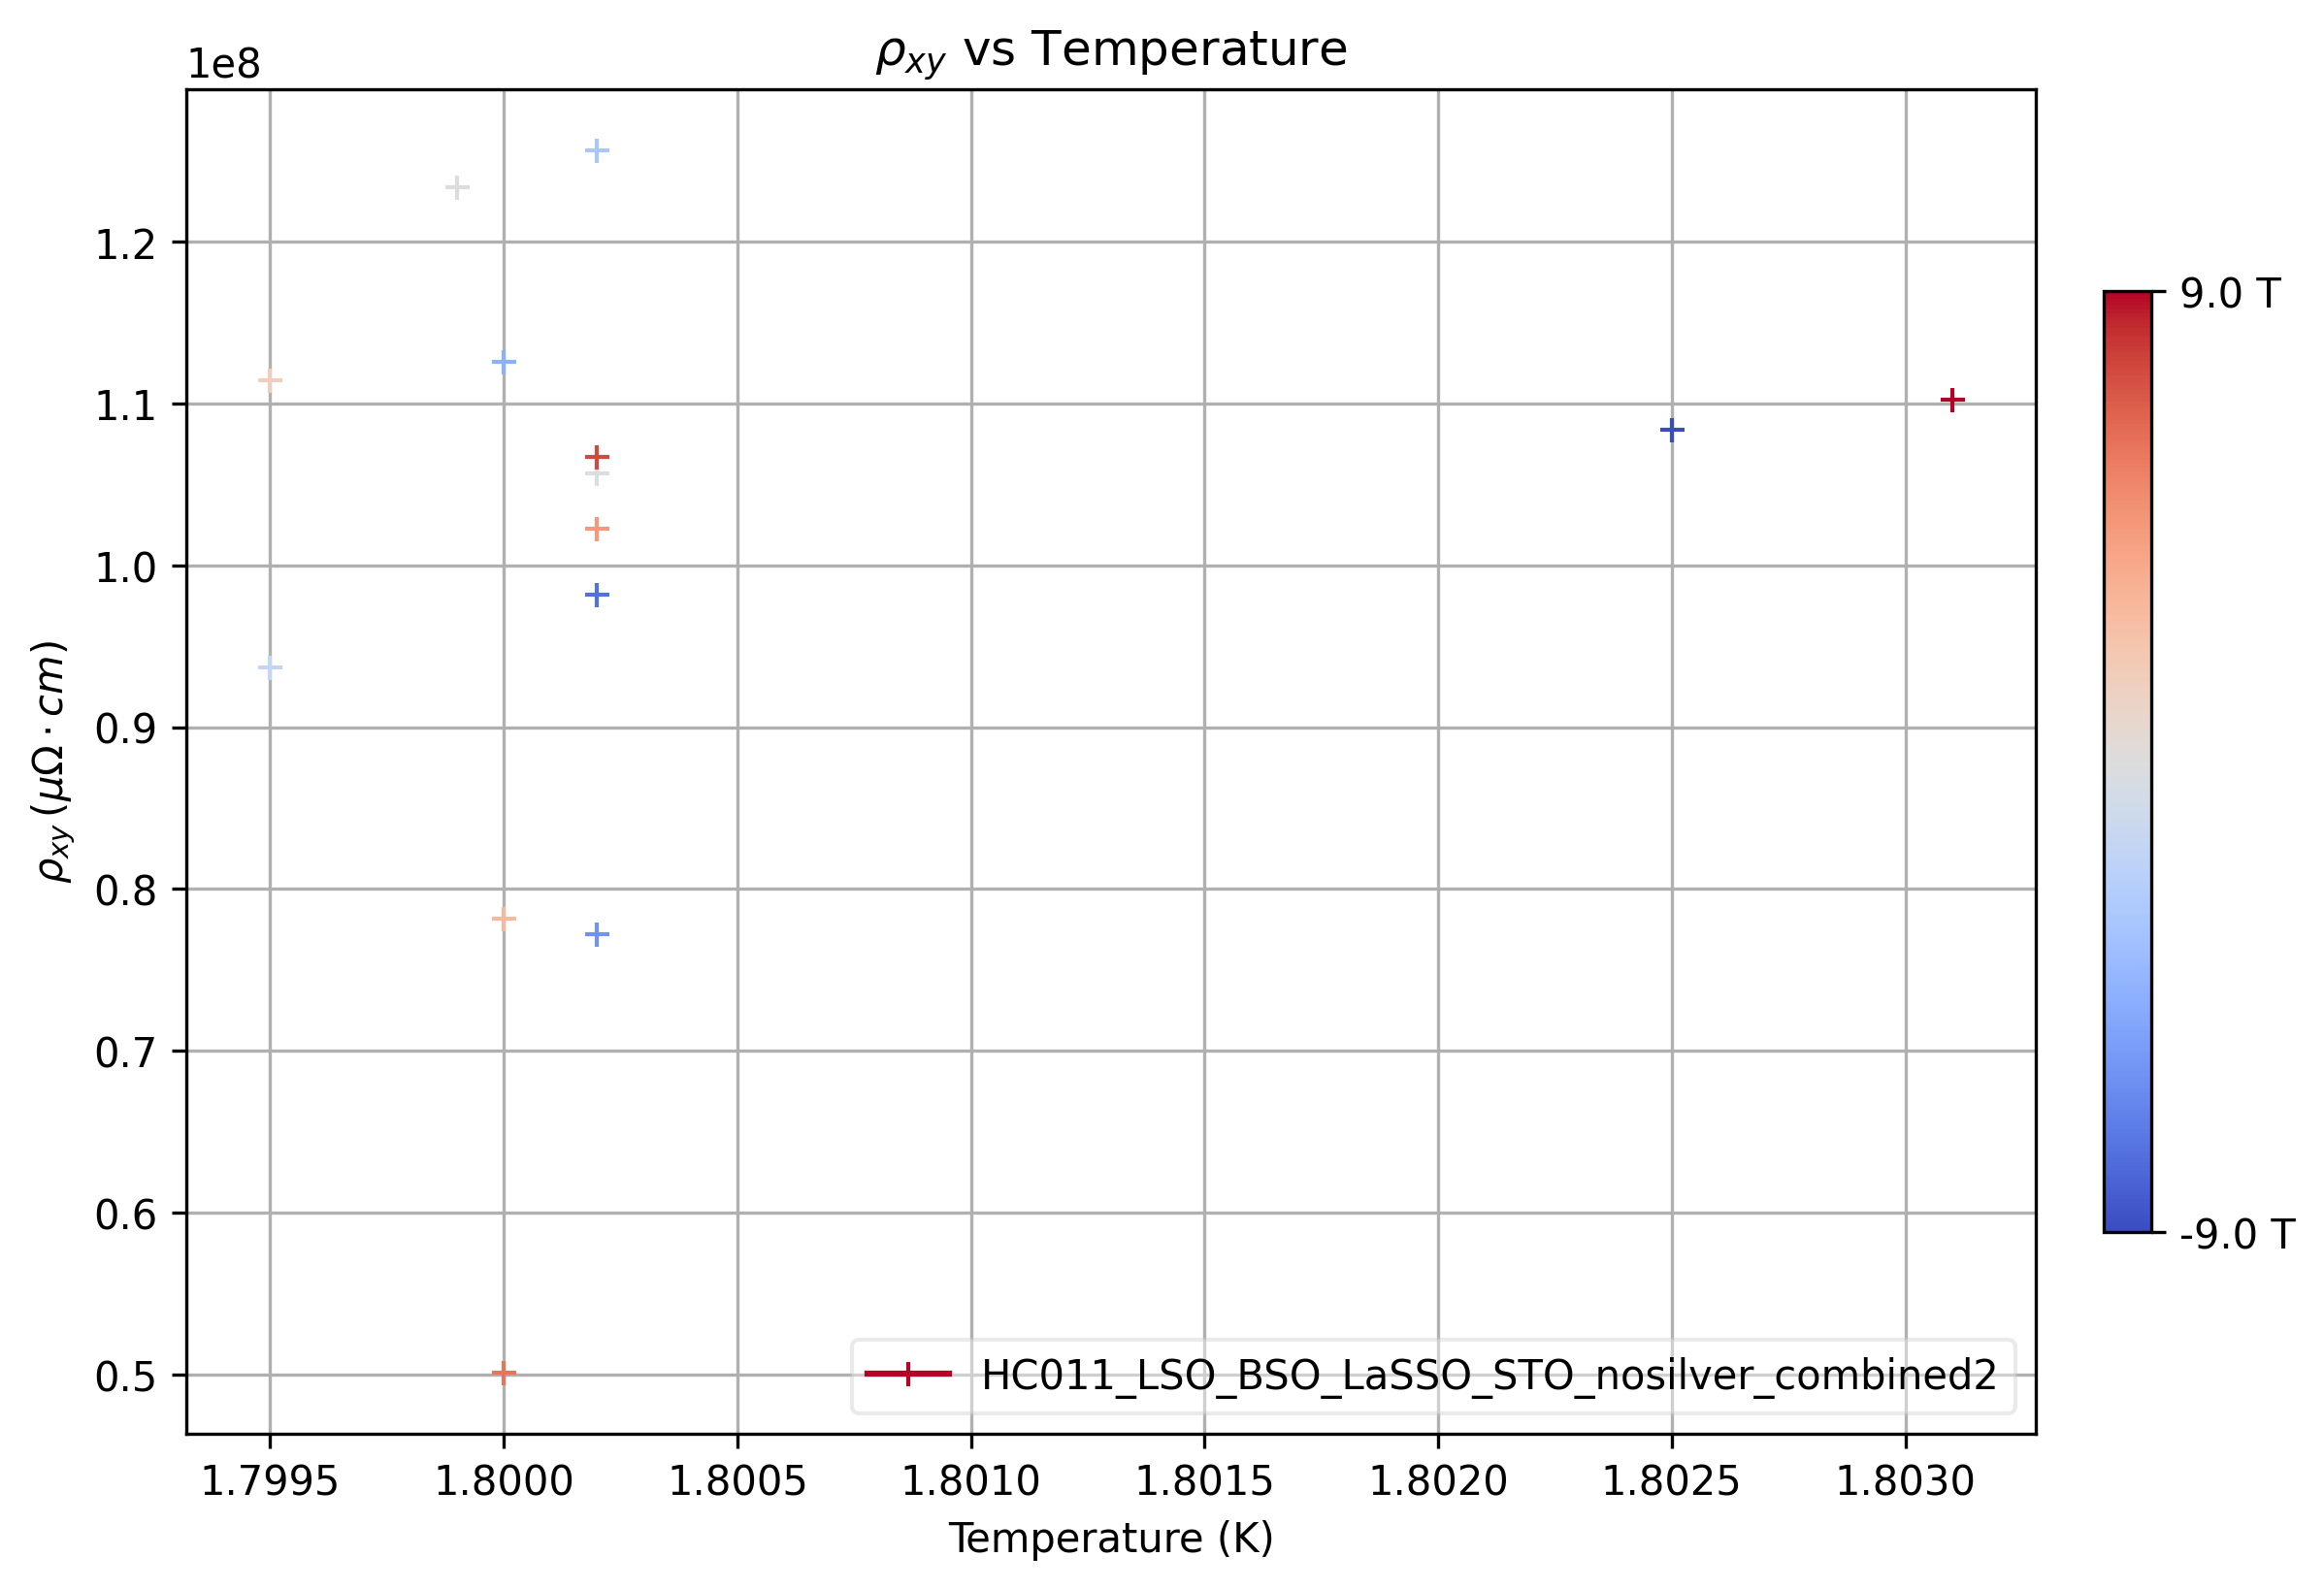 ρxy vs Temperature
1e8
1.2
1.1
1.0
0.9
0.8
0.7
0.6
0.5
ρxy (μΩ · cm)
1.7995 1.8000 1.8005 1.8010 1.8015 1.8020 1.8025 1.8030
Temperature (K)
HC011_LSO_BSO_LaSSO_STO_nosilver_combined2
9.0 T
-9.0 T